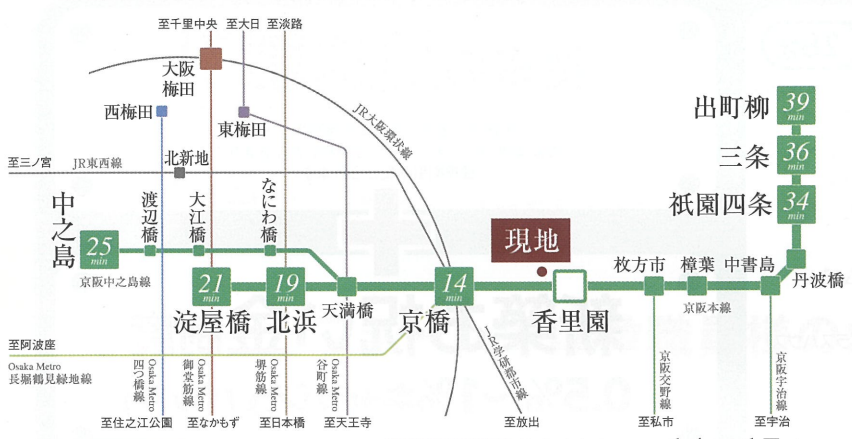 至千里中央
至大日
至淡路
大阪
梅田
西梅田
東梅田
JR大阪環状線
至三ノ宮
JR東西線
北新地
中之島
25
min
渡辺橋
大江橋
なにわ橋
京阪中之島線
21
min
淀屋橋
19
min
北浜
天満橋
14
min
京橋
現地
香里園
枚方市
樟葉
中書島
丹波橋
京阪本線
出町柳
39
min
三条
36
min
祇園四条
34
min
至阿波座
Osaka Metro
長堀鶴見緑地線
Osaka Metro
四つ橋線
Osaka Metro
御堂筋線
Osaka Metro
堺筋線
Osaka Metro
谷町線
JR学研都市線
京阪交野線
京阪宇治線
至住之江公園
至なかもず
至日本橋
至天王寺
至放出
至私市
至宇治